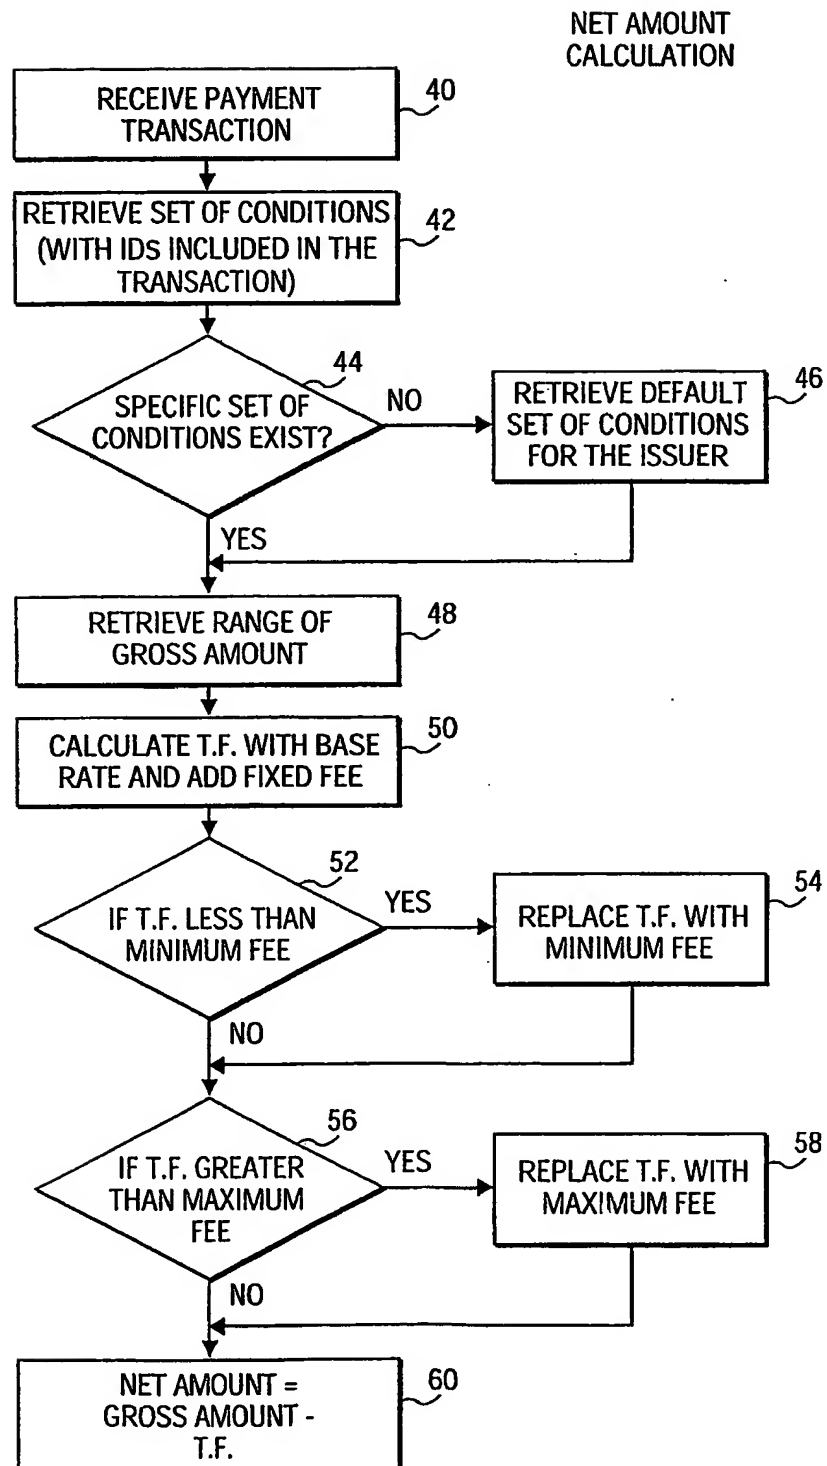 NET AMOUNT
CALCULATION
RECEIVE PAYMENT
TRANSACTION
40
RETRIEVE SET OF CONDITIONS
(WITH IDs INCLUDED IN THE
TRANSACTION)
42
44
SPECIFIC SET OF
CONDITIONS EXIST?
NO
RETRIEVE DEFAULT
SET OF CONDITIONS
FOR THE ISSUER
46
YES
RETRIEVE RANGE OF
GROSS AMOUNT
48
CALCULATE T.F. WITH BASE
RATE AND ADD FIXED FEE
50
52
IF T.F. LESS THAN
MINIMUM FEE
YES
REPLACE T.F. WITH
MINIMUM FEE
54
NO
56
IF T.F. GREATER
THAN MAXIMUM
FEE
YES
REPLACE T.F. WITH
MAXIMUM FEE
58
NO
NET AMOUNT =
GROSS AMOUNT -
T.F.
60